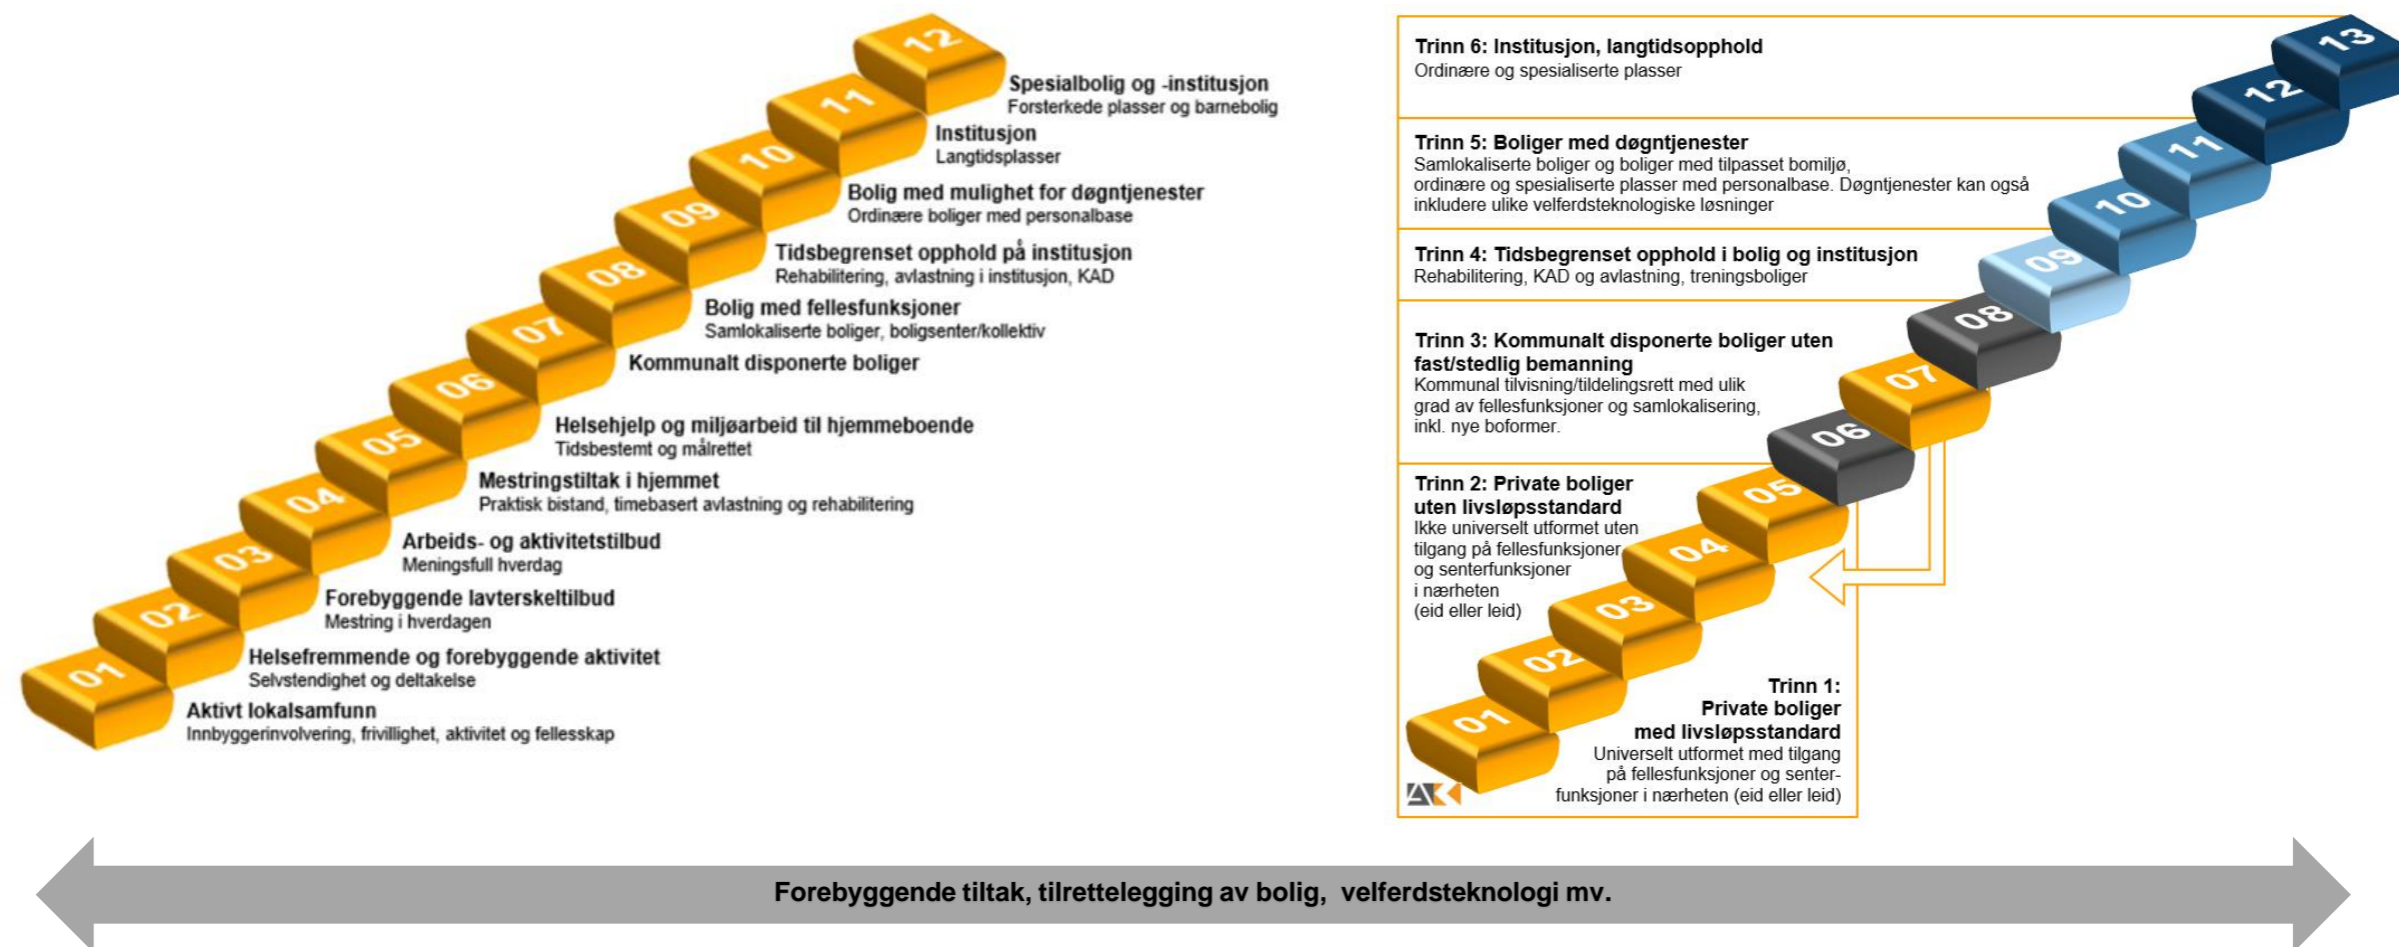 12
Spesialbolig og -institusjon
Forsterkede plasser og barnebolig
11
Institusjon
Langtidsplasser
10
Bolig med mulighet for døgntjenester
Ordinære boliger med personalbase
09
Tidsbegrenset opphold på institusjon
Rehabilitering, avlastning i institusjon, KAD
08
Bolig med fellesfunksjoner
Samlokaliserte boliger, boligsenter/kollektiv
07
Kommunalt disponerte boliger
06
Helsehjelp og miljøarbeid til hjemmeboende
Tidsbestemt og målrettet
05
Mestringstiltak i hjemmet
Praktisk bistand, timebasert avlastning og rehabilitering
04
Arbeids- og aktivitetstilbud
Meningsfull hverdag
03
Forebyggende lavterskeltilbud
Mestring i hverdagen
02
Helsefremmende og forebyggende aktivitet
Selvstendighet og deltakelse
01
Aktivt lokalsamfunn
Innbyggerinvolvering, frivillighet, aktivitet og fellesskap
Trinn 6: Institusjon, langtidsopphold
Ordinære og spesialiserte plasser
13
12
Trinn 5: Boliger med døgntjenester
Samlokaliserte boliger og boliger med tilpasset bomiljø,
ordinære og spesialiserte plasser med personalbase. Døgntjenester kan også
inkludere ulike velferdsteknologiske løsninger
11
10
Trinn 4: Tidsbegrenset opphold i bolig og institusjon
Rehabilitering, KAD og avlastning, treningsboliger
09
Trinn 3: Kommunalt disponerte boliger uten
fast/stedlig bemanning
Kommunal tilvisning/tildelingsrett med ulik
grad av fellesfunksjoner og samlokalisering,
inkl. nye boformer.
08
07
06
Trinn 2: Private boliger
uten livsløpsstandard
Ikke universelt utformet uten
tilgang på fellesfunksjoner
og senterfunksjoner
i nærheten
(eid eller leid)
05
04
03
02
01
Trinn 1:
Private boliger
med livsløpsstandard
Universelt utformet med tilgang
på fellesfunksjoner og senter-
funksjoner i nærheten (eid eller leid)
Forebyggende tiltak, tilrettelegging av bolig, velferdsteknologi mv.